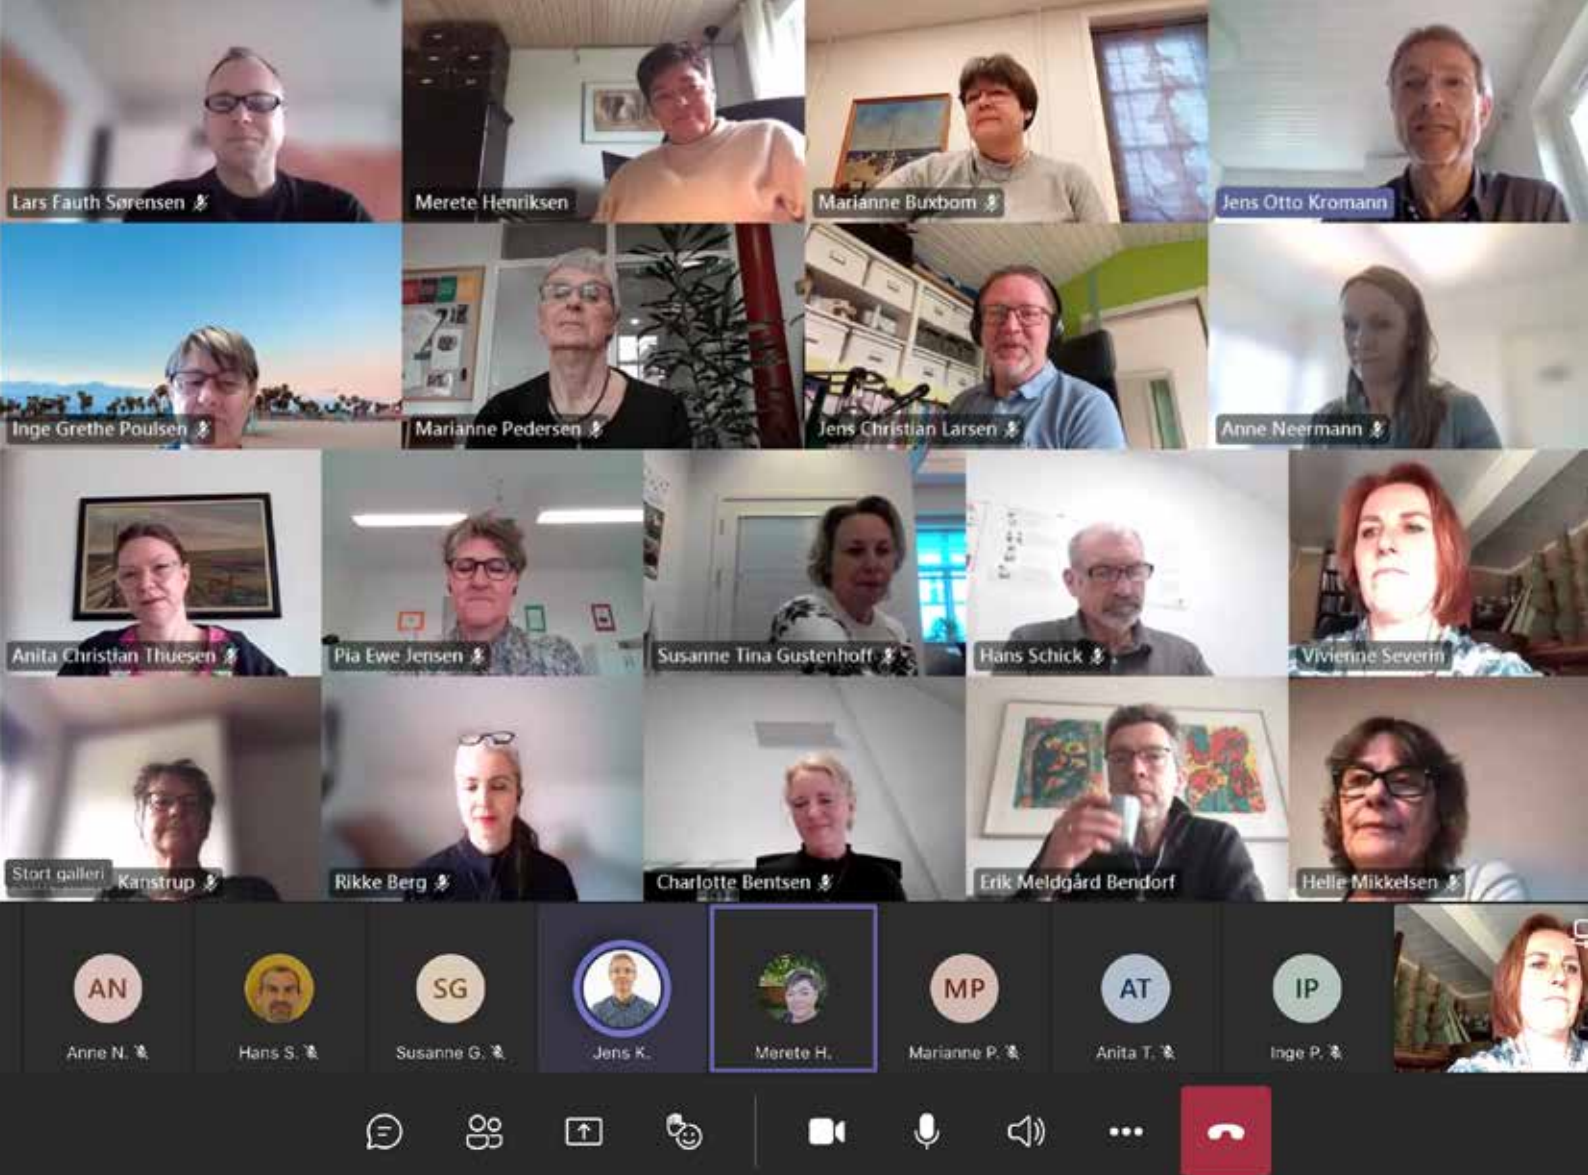 Lars Fauth Sørensen
Merete Henriksen
Marianne Buxbom
Jens Otto Kromann
Inge Grethe Poulsen
Marianne Pedersen
Jens Christian Larsen
Anne Neermann
Anita Christian Thuesen
Pia Ewe Jensen
Susanne Tina Gustenhoff
Hans Schick
Vivienne Severin
Stort galleri
Kanstrup
Rikke Berg
Charlotte Bentsen
Erik Meldgård Bendorf
Helle Mikkelsen
AN
SG
MP
AT
IP
Anne N.
Hans S.
Susanne G.
Jens K.
Merete H.
Marianne P.
Anita T.
Inge P.